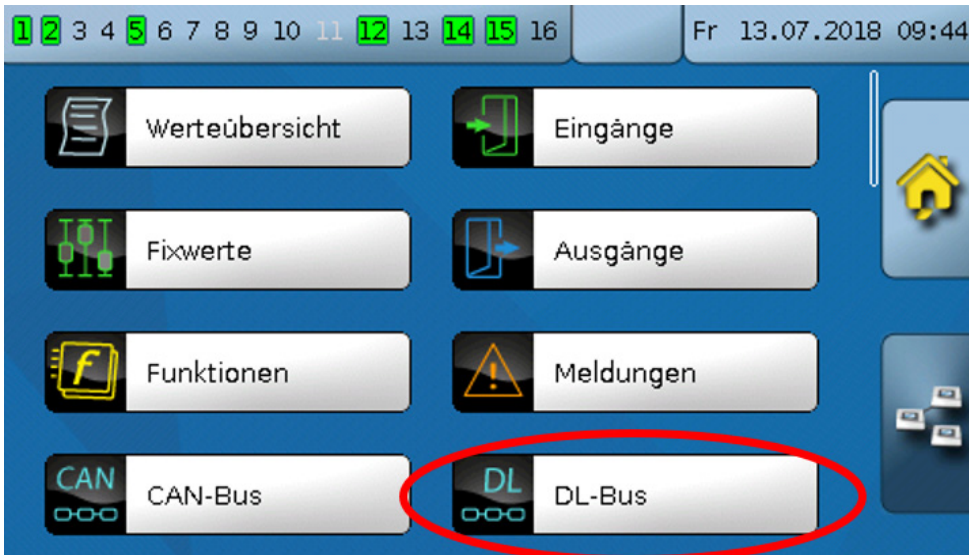 1 2 3 4 5 6 7 8 9 10 11 12 13 14 15 16 Fr 13.07.2018 09:44
Werteübersicht Eingänge
Fixwerte Ausgänge
f
Funktionen Meldungen
CAN DL
CAN-Bus DL-Bus